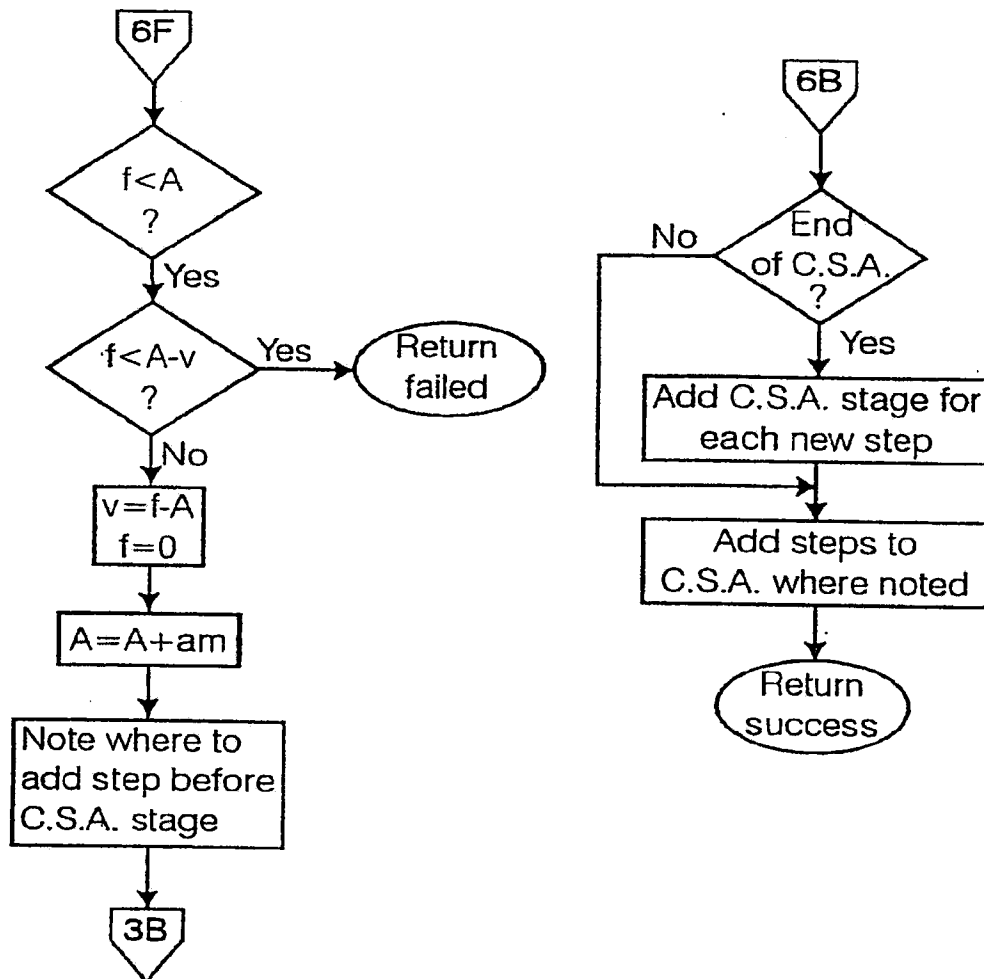 6F
f<A
?
Yes
f<A-v
?
Yes
Return
failed
No
v=f-A
f=0
A=A+am
Note where to
add step before
C.S.A. stage
3B
6B
End
of C.S.A.
?
No
Yes
Add C.S.A. stage for
each new step
Add steps to
C.S.A. where noted
Return
success